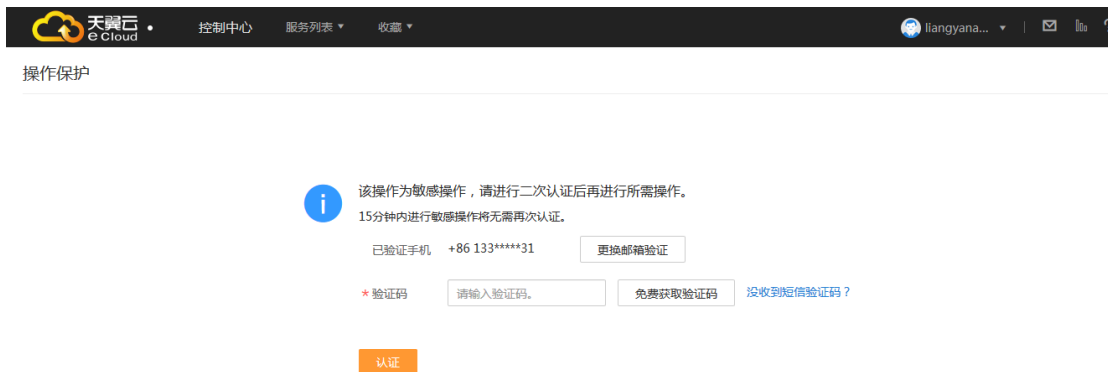 天翼云
e Cloud
控制中心 服务列表 收藏 liangyana...
操作保护
该操作为敏感操作，请进行二次认证后再进行所需操作。
15分钟内进行敏感操作将无需再次认证。
已验证手机 +86 133*****31 更换邮箱验证
*验证码 请输入验证码。 免费获取验证码 没收到短信验证码？
认证